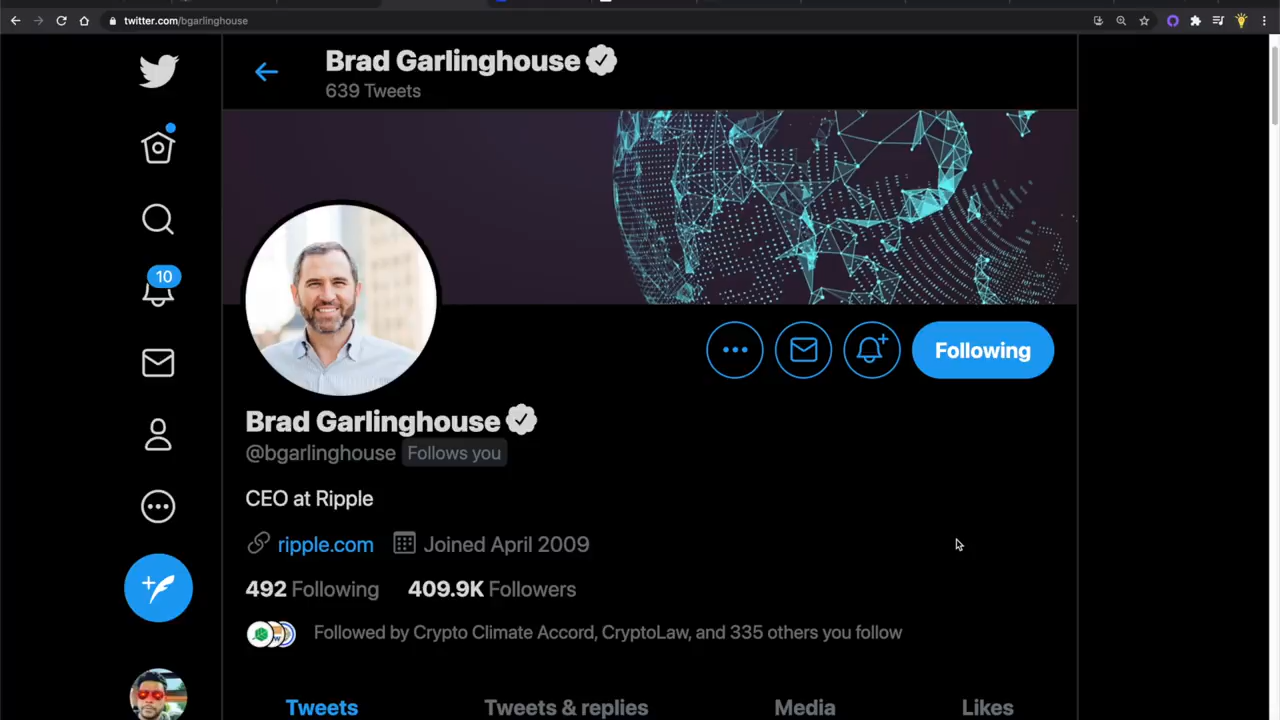 twitter.com/bgarlinghouse
Brad Garlinghouse
639 Tweets
10
Following
Brad Garlinghouse
@bgarlinghouse Follows you
CEO at Ripple
ripple.com Joined April 2009
492 Following 409.9K Followers
Followed by Crypto Climate Accord, CryptoLaw, and 335 others you follow
Tweets Tweets & replies Media Likes